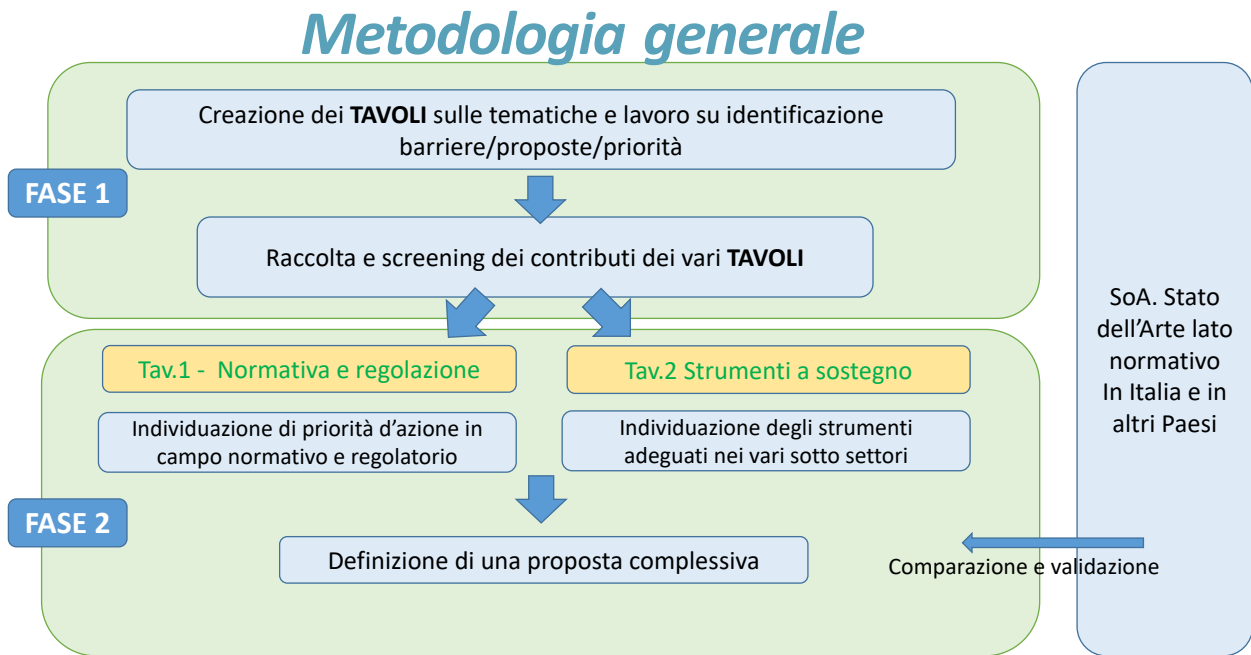 Metodologia generale
Creazione dei TAVOLI sulle tematiche e lavoro su identificazione
barriere/proposte/priorità
FASE 1
Raccolta e screening dei contributi dei vari TAVOLI
Tav.1 - Normativa e regolazione
Tav.2 Strumenti a sostegno
Individuazione di priorità d’azione in
campo normativo e regolatorio
Individuazione degli strumenti
adeguati nei vari sotto settori
FASE 2
Definizione di una proposta complessiva
SoA. Stato
dell’Arte lato
normativo
In Italia e in
altri Paesi
Comparazione e validazione